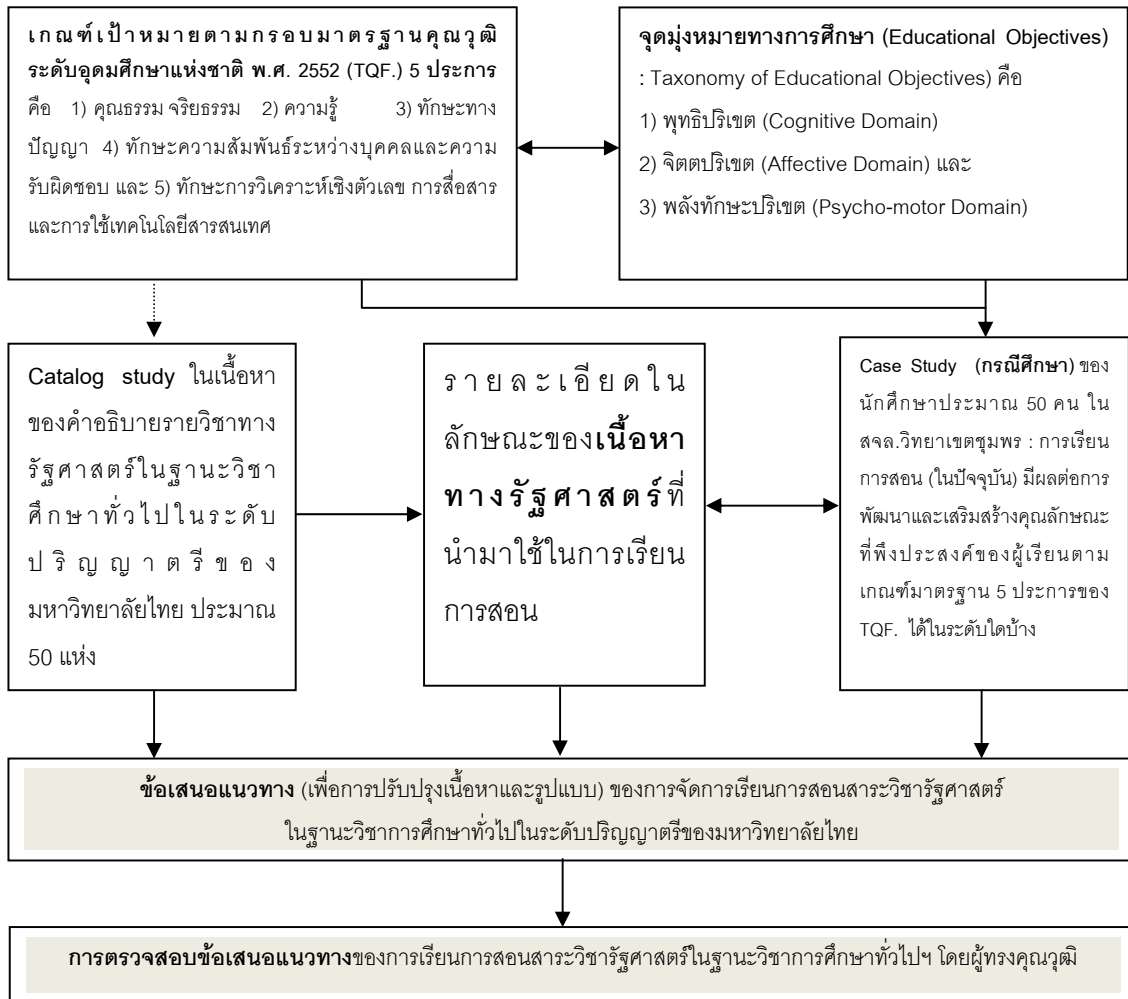 เกณฑ์เป้าหมายตามกรอบมาตรฐานคุณวุฒิ
ระดับอุดมศึกษาแห่งชาติ พ.ศ. 2552 (TQF.) 5 ประการ
คือ 1) คุณธรรม จริยธรรม 2) ความรู้ 3) ทักษะทาง
ปัญญา 4) ทักษะความสัมพันธ์ระหว่างบุคคลและความ
รับผิดชอบ และ 5) ทักษะการวิเคราะห์เชิงตัวเลข การสื่อสาร
และการใช้เทคโนโลยีสารสนเทศ
จุดมุ่งหมายทางการศึกษา (Educational Objectives)
: Taxonomy of Educational Objectives) คือ
1) พุทธิปริเขต (Cognitive Domain)
2) จิตตปริเขต (Affective Domain) และ
3) พลังทักษะปริเขต (Psycho-motor Domain)
Catalog study ในเนื้อหา
ของคำอธิบายรายวิชาทาง
รัฐศาสตร์ในฐานะวิชา
ศึกษาทั่วไปในระดับ
ปริญญาตรีของ
มหาวิทยาลัยไทย ประมาณ
50 แห่ง
รายละเอียดใน
ลักษณะของเนื้อหา
ทางรัฐศาสตร์ที่
นำมาใช้ในการเรียน
การสอน
Case Study (กรณีศึกษา) ของ
นักศึกษาประมาณ 50 คน ใน
สจล.วิทยาเขตชุมพร : การเรียน
การสอน (ในปัจจุบัน) มีผลต่อการ
พัฒนาและเสริมสร้างคุณลักษณะ
ที่พึงประสงค์ของผู้เรียนตาม
เกณฑ์มาตรฐาน 5 ประการของ
TQF. ได้ในระดับใดบ้าง
ข้อเสนอแนวทาง (เพื่อการปรับปรุงเนื้อหาและรูปแบบ) ของการจัดการเรียนการสอนสาระวิชารัฐศาสตร์
ในฐานะวิชาการศึกษาทั่วไปในระดับปริญญาตรีของมหาวิทยาลัยไทย
การตรวจสอบข้อเสนอแนวทางของการเรียนการสอนสาระวิชารัฐศาสตร์ในฐานะวิชาการศึกษาทั่วไปฯ โดยผู้ทรงคุณวุฒิ